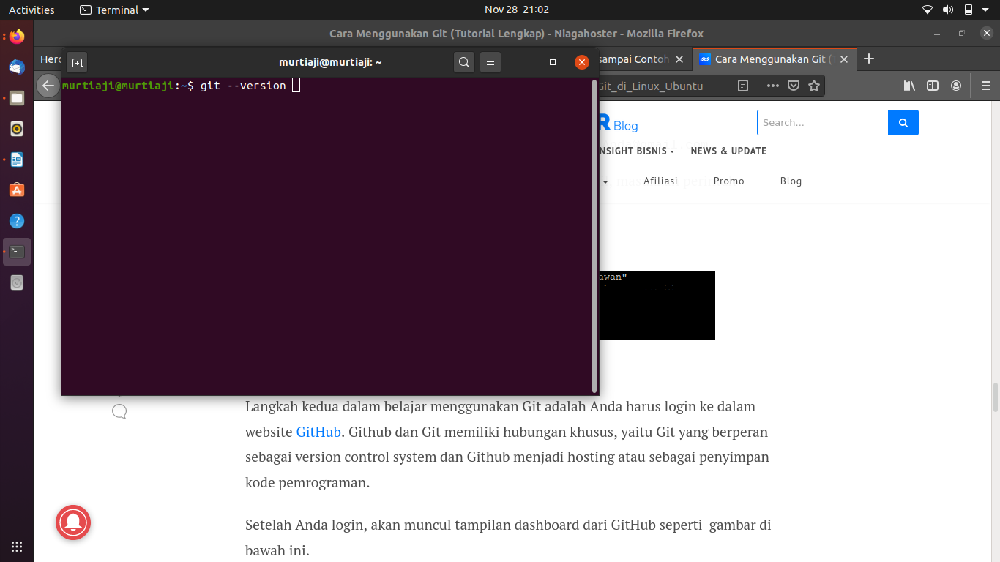 Activities Terminal Nov 28 21:02
Cara Menggunakan Git (Tutorial Lengkap) - Niagahoster - Mozilla Firefox
Hero sampai Contoh Cara Menggunakan Git (T
murtiaji@murtiaji: ~
Git_di_Linux_Ubuntu
murtiaji@murtiaji:~$ git --version
R Blog
Search...
NSIGHT BISNIS NEWS & UPDATE
Afiliasi Promo Blog
awan"
Langkah kedua dalam belajar menggunakan Git adalah Anda harus login ke dalam
website GitHub. Github dan Git memiliki hubungan khusus, yaitu Git yang berperan
sebagai version control system dan Github menjadi hosting atau sebagai penyimpan
kode pemrograman.
Setelah Anda login, akan muncul tampilan dashboard dari GitHub seperti gambar di
bawah ini.